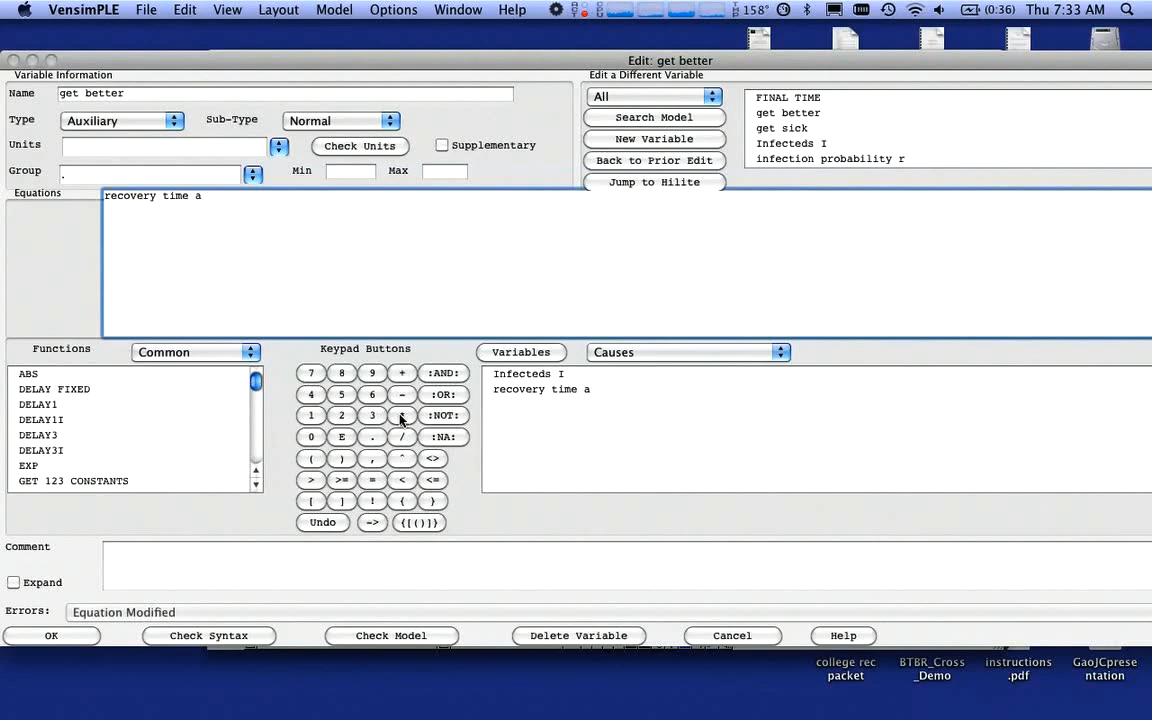 VensimPLE File Edit View Layout Model Options Window Help 158° (0:36) Thu 7:33 AM
Edit: get better
Variable Information
Edit a Different Variable
Name get better
All
FINAL TIME
get better
get sick
Infecteds I
infection probability r
Type Auxiliary Sub-Type Normal
Search Model
New Variable
Units Check Units Supplementary
Back to Prior Edit
Group . Min Max
Jump to Hilite
Equations
recovery time a
Functions Common
Keypad Buttons
Variables Causes
ABS
DELAY FIXED
DELAY1
DELAY1I
DELAY3
DELAY3I
EXP
GET 123 CONSTANTS
7 8 9 + :AND:
4 5 6 - :OR:
1 2 3 :NOT:
0 E . / :NA:
( ) , ^ <>
> >= = < <=
[ ] ! { }
Undo -> {[()]}
Infecteds I
recovery time a
Comment
Expand
Errors: Equation Modified
OK Check Syntax Check Model Delete Variable Cancel Help
college rec
packet
BTBR_Cross
_Demo
instructions
.pdf
GaoJCprese
ntation